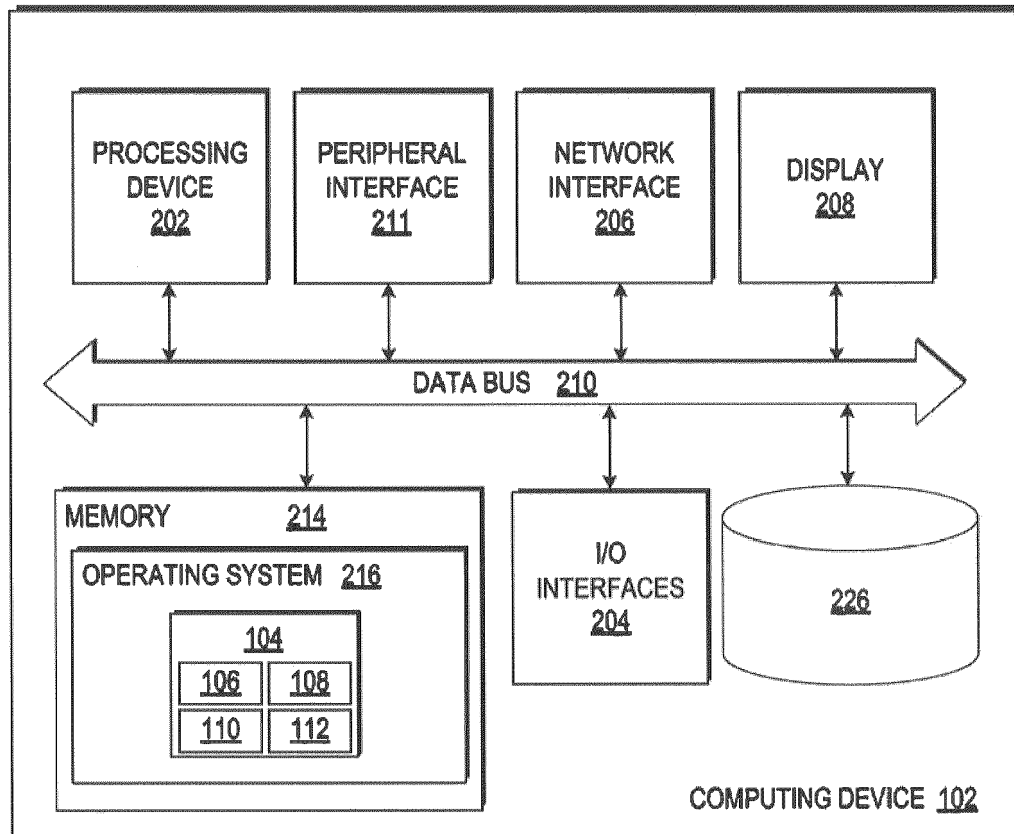 PROCESSING
DEVICE
202
PERIPHERAL
INTERFACE
211
NETWORK
INTERFACE
206
DISPLAY
208
DATA BUS 210
MEMORY 214
OPERATING SYSTEM 216
104
106 108
110 112
I/O
INTERFACES
204
226
COMPUTING DEVICE 102